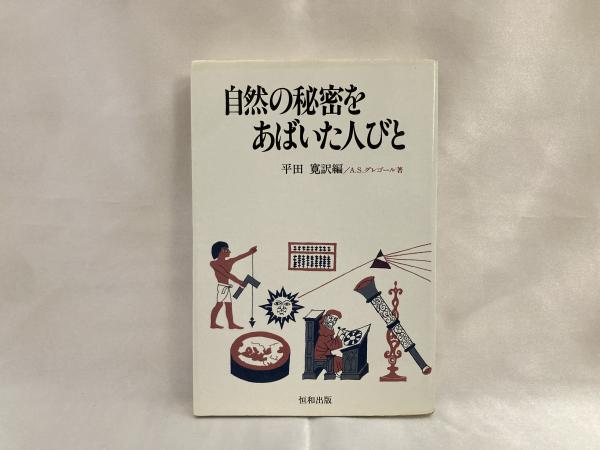 自然の秘密を
あばいた人びと
平田 寛訳編/A.S.グレゴール著
恒和出版